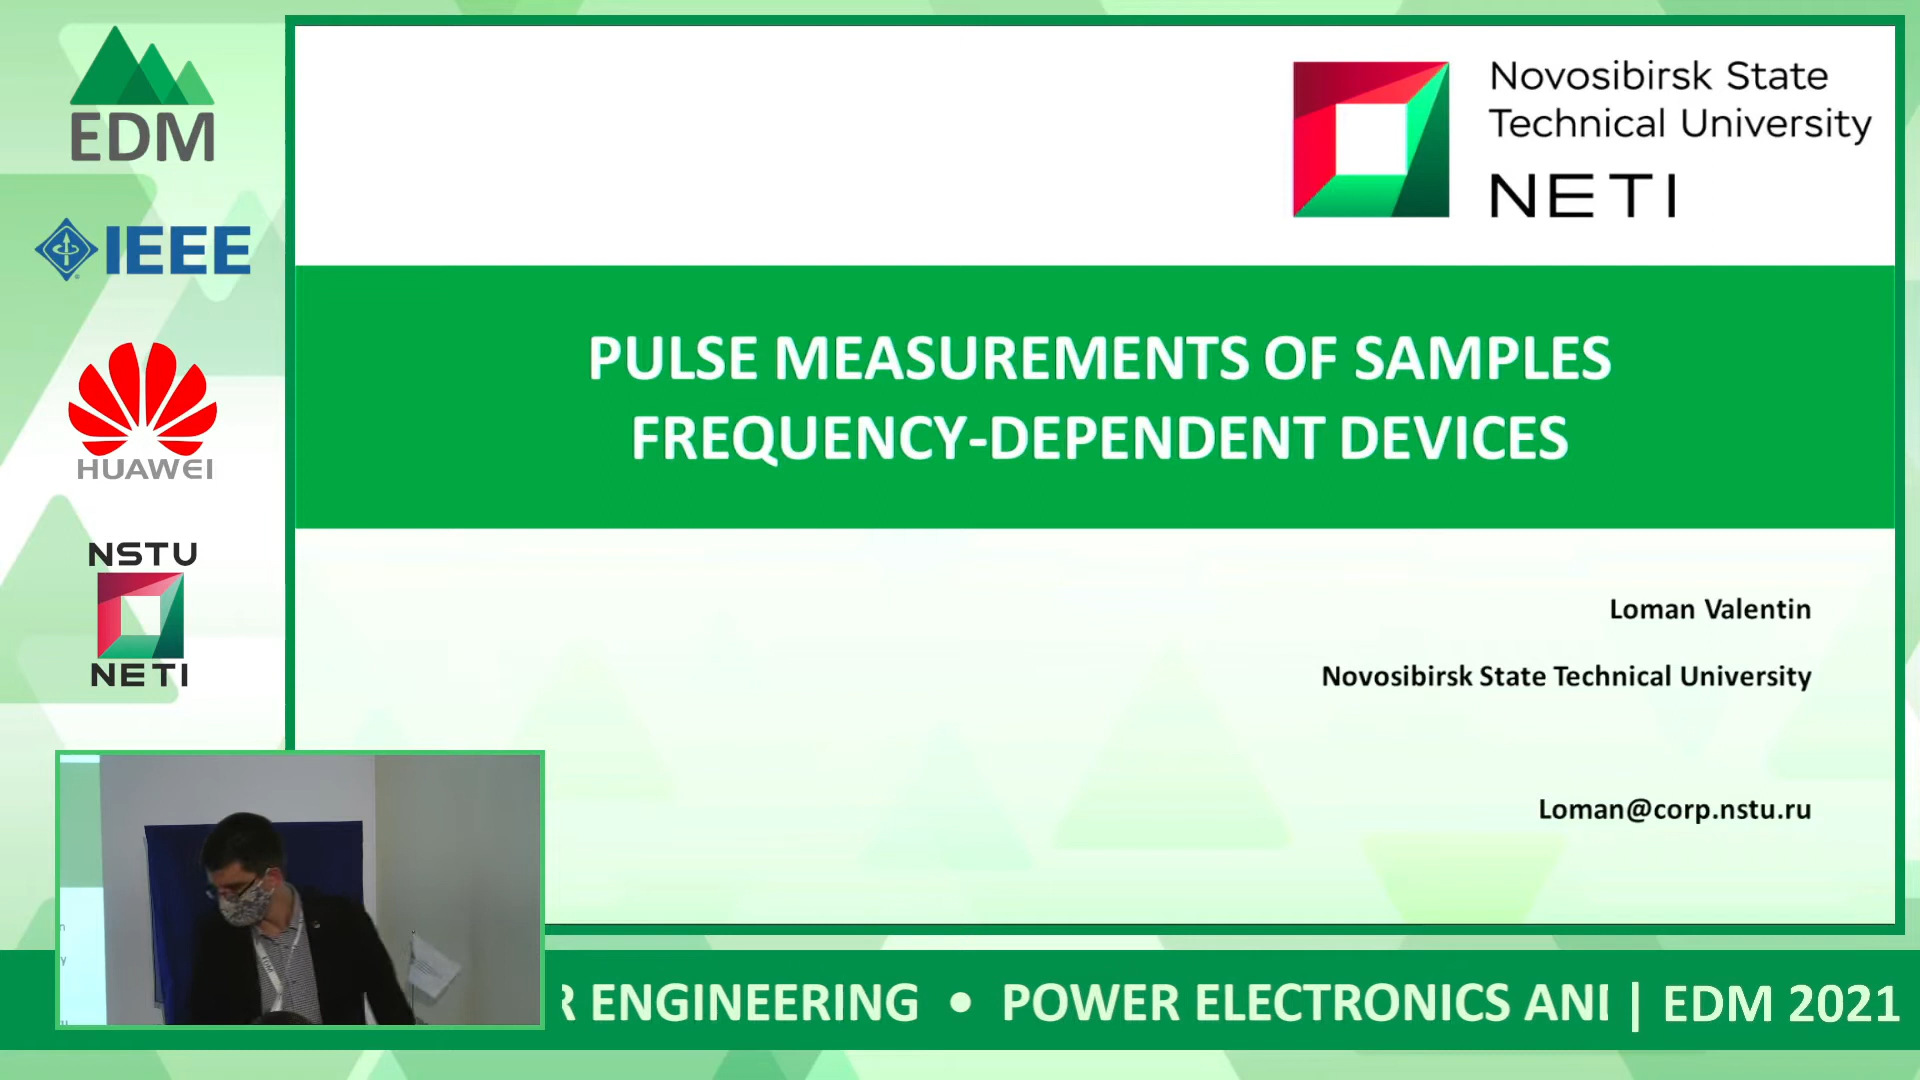 EDM
IEEE
HUAWEI
NSTU
NETI
Novosibirsk State
Technical University
NETI
PULSE MEASUREMENTS OF SAMPLES
FREQUENCY-DEPENDENT DEVICES
Loman Valentin
Novosibirsk State Technical University
Loman@corp.nstu.ru
R ENGINEERING • POWER ELECTRONICS AN | EDM 2021